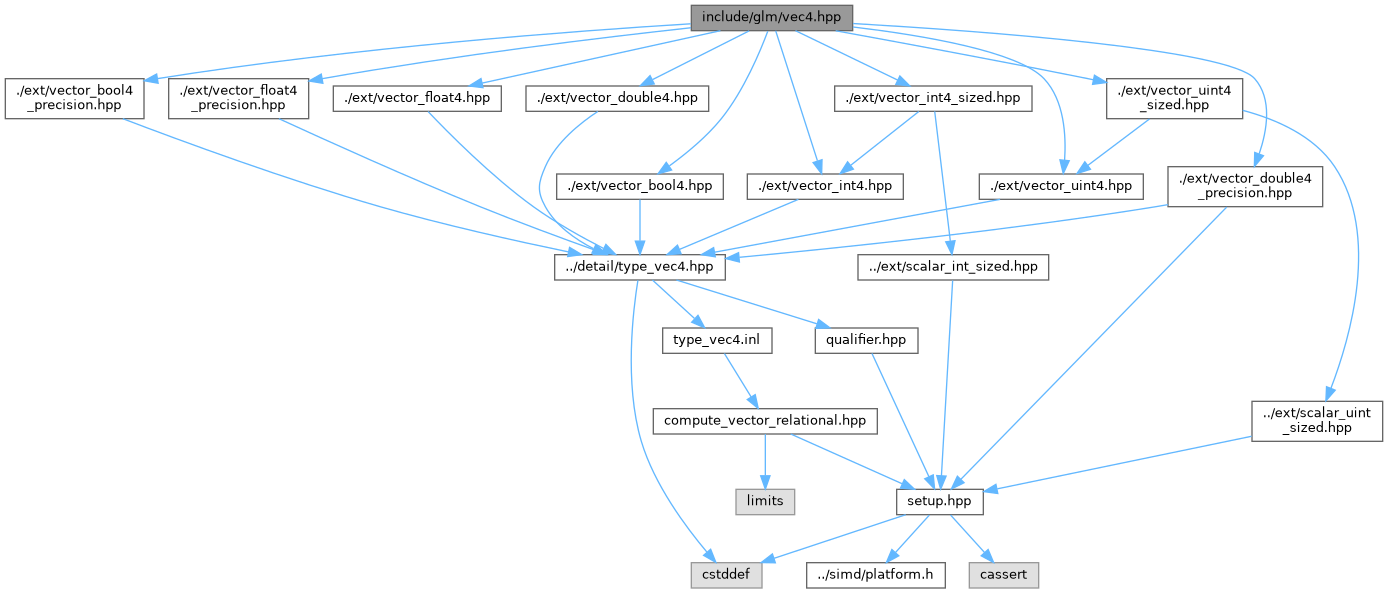 include/glm/vec4.hpp
./ext/vector_bool4
_precision.hpp
./ext/vector_float4
_precision.hpp
./ext/vector_float4.hpp
./ext/vector_double4.hpp
./ext/vector_int4_sized.hpp
./ext/vector_uint4
_sized.hpp
./ext/vector_bool4.hpp
./ext/vector_int4.hpp
./ext/vector_uint4.hpp
./ext/vector_double4
_precision.hpp
../detail/type_vec4.hpp
../ext/scalar_int_sized.hpp
type_vec4.inl
qualifier.hpp
compute_vector_relational.hpp
../ext/scalar_uint
_sized.hpp
limits
setup.hpp
cstddef
../simd/platform.h
cassert